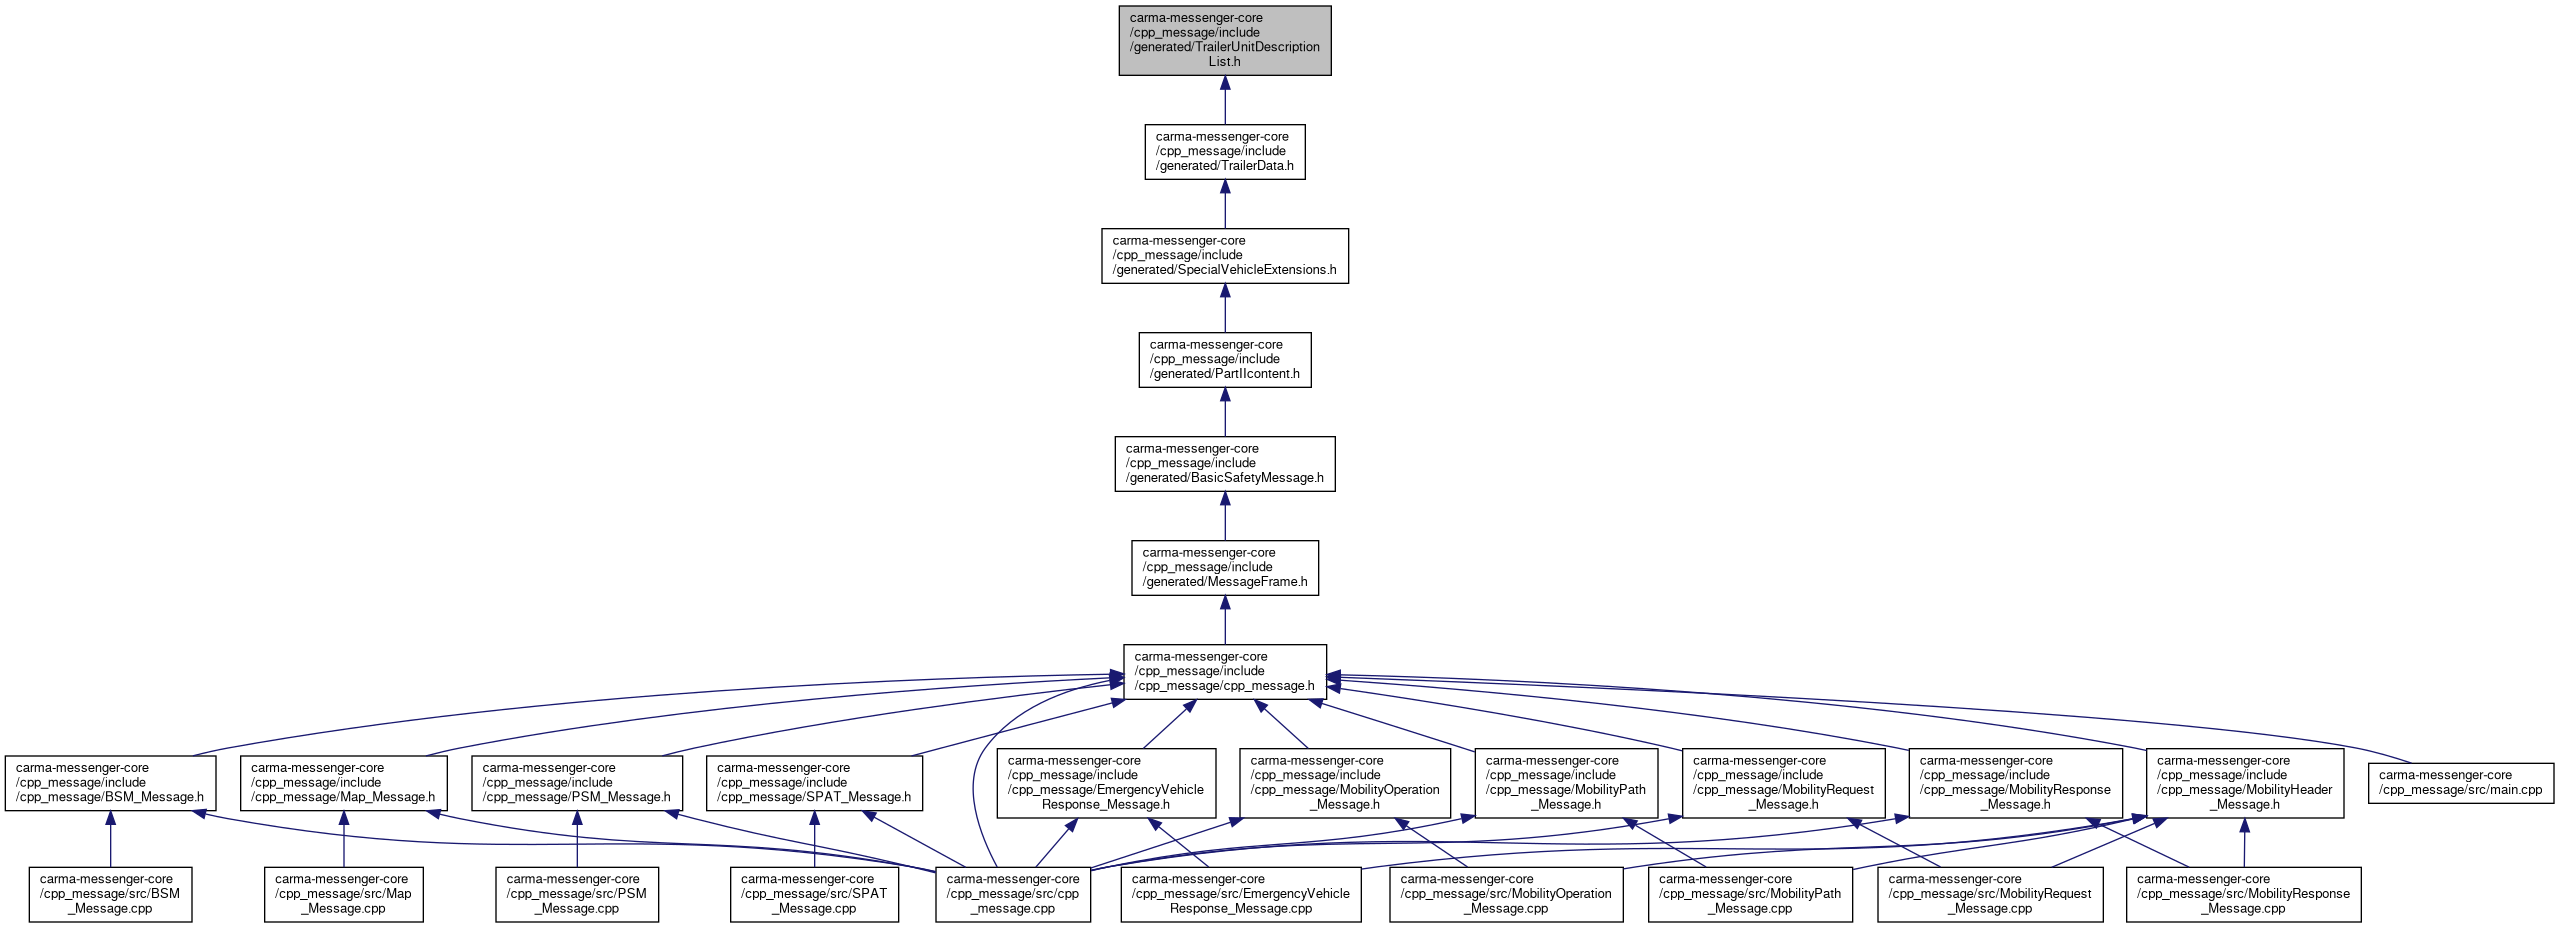 carma-messenger-core
/cpp_message/include
/generated/TrailerUnitDescription
List.h
carma-messenger-core
/cpp_message/include
/generated/TrailerData.h
carma-messenger-core
/cpp_message/include
/generated/SpecialVehicleExtensions.h
carma-messenger-core
/cpp_message/include
/generated/PartIIcontent.h
carma-messenger-core
/cpp_message/include
/generated/BasicSafetyMessage.h
carma-messenger-core
/cpp_message/include
/generated/MessageFrame.h
carma-messenger-core
/cpp_message/include
/cpp_message/cpp_message.h
carma-messenger-core
/cpp_message/include
/cpp_message/BSM_Message.h
carma-messenger-core
/cpp_message/include
/cpp_message/Map_Message.h
carma-messenger-core
/cpp_message/include
/cpp_message/PSM_Message.h
carma-messenger-core
/cpp_message/include
/cpp_message/SPAT_Message.h
carma-messenger-core
/cpp_message/include
/cpp_message/EmergencyVehicle
Response_Message.h
carma-messenger-core
/cpp_message/include
/cpp_message/MobilityOperation
_Message.h
carma-messenger-core
/cpp_message/include
/cpp_message/MobilityPath
_Message.h
carma-messenger-core
/cpp_message/include
/cpp_message/MobilityRequest
_Message.h
carma-messenger-core
/cpp_message/include
/cpp_message/MobilityResponse
_Message.h
carma-messenger-core
/cpp_message/include
/cpp_message/MobilityHeader
_Message.h
carma-messenger-core
/cpp_message/src/main.cpp
carma-messenger-core
/cpp_message/src/BSM
_Message.cpp
carma-messenger-core
/cpp_message/src/Map
_Message.cpp
carma-messenger-core
/cpp_message/src/PSM
_Message.cpp
carma-messenger-core
/cpp_message/src/SPAT
_Message.cpp
carma-messenger-core
/cpp_message/src/cpp
_message.cpp
carma-messenger-core
/cpp_message/src/EmergencyVehicle
Response_Message.cpp
carma-messenger-core
/cpp_message/src/MobilityOperation
_Message.cpp
carma-messenger-core
/cpp_message/src/MobilityPath
_Message.cpp
carma-messenger-core
/cpp_message/src/MobilityRequest
_Message.cpp
carma-messenger-core
/cpp_message/src/MobilityResponse
_Message.cpp